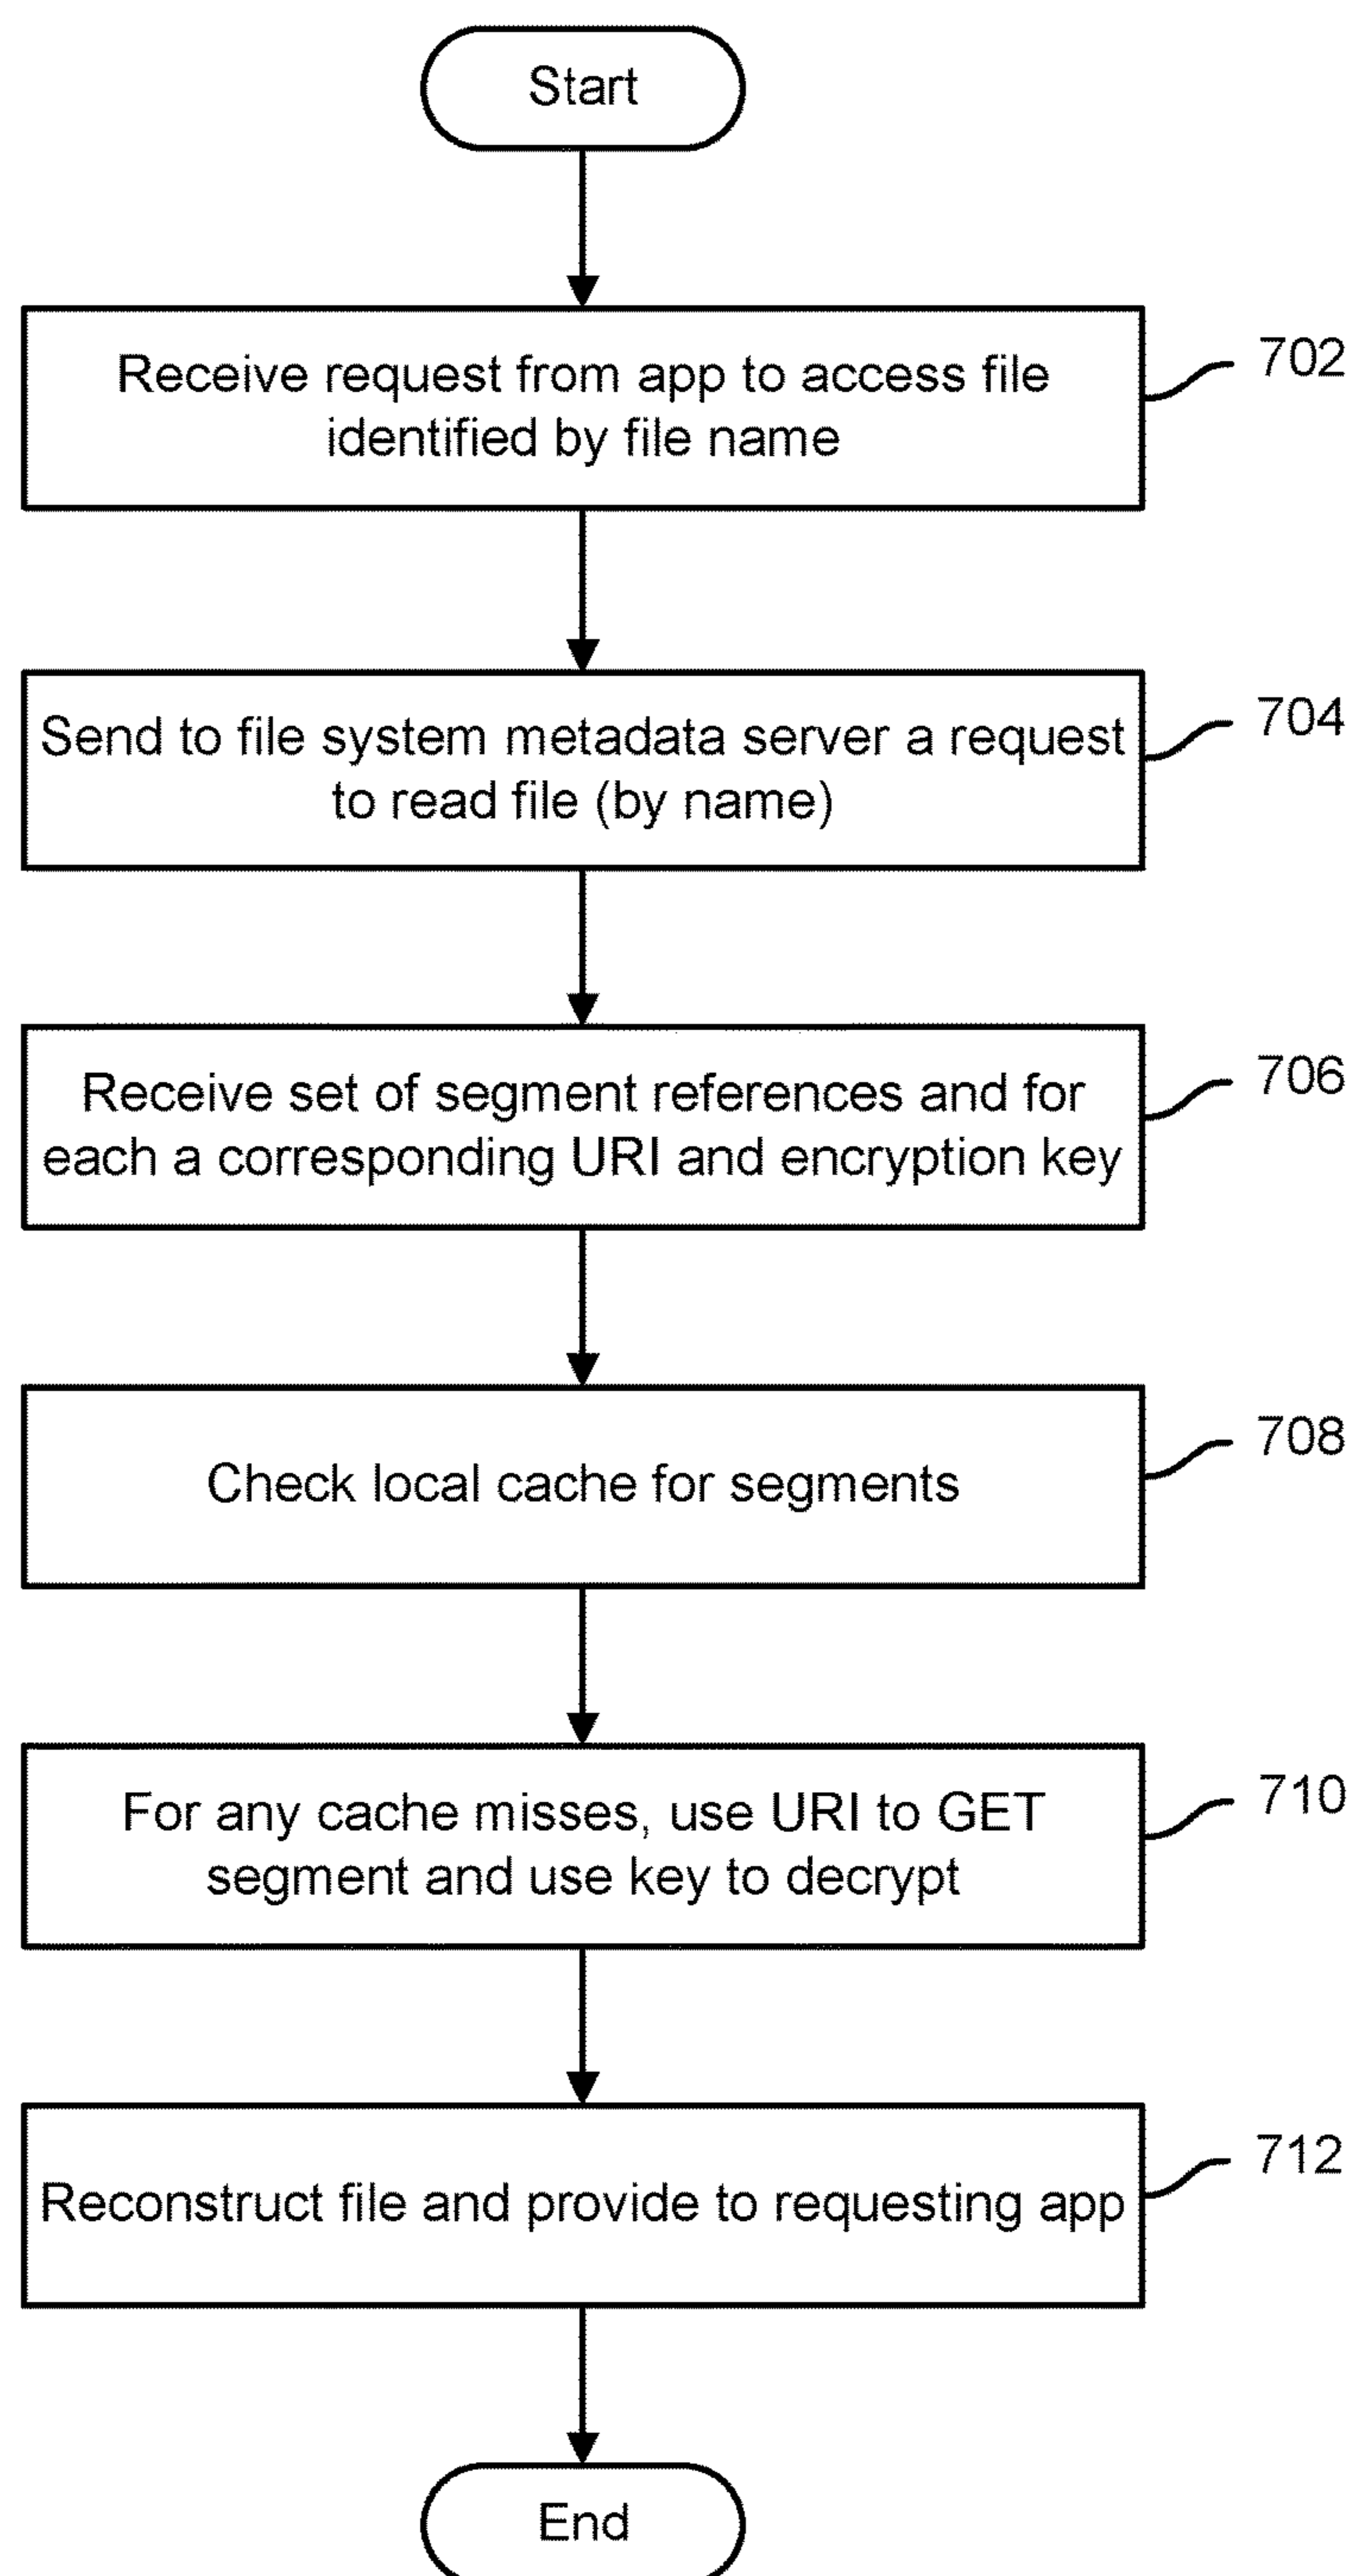 Start
Receive request from app to access file
identified by file name
702
Send to file system metadata server a request
to read file (by name)
704
Receive set of segment references and for
each a corresponding URI and encryption key
706
Check local cache for segments
708
For any cache misses, use URI to GET
segment and use key to decrypt
710
Reconstruct file and provide to requesting app
712
End